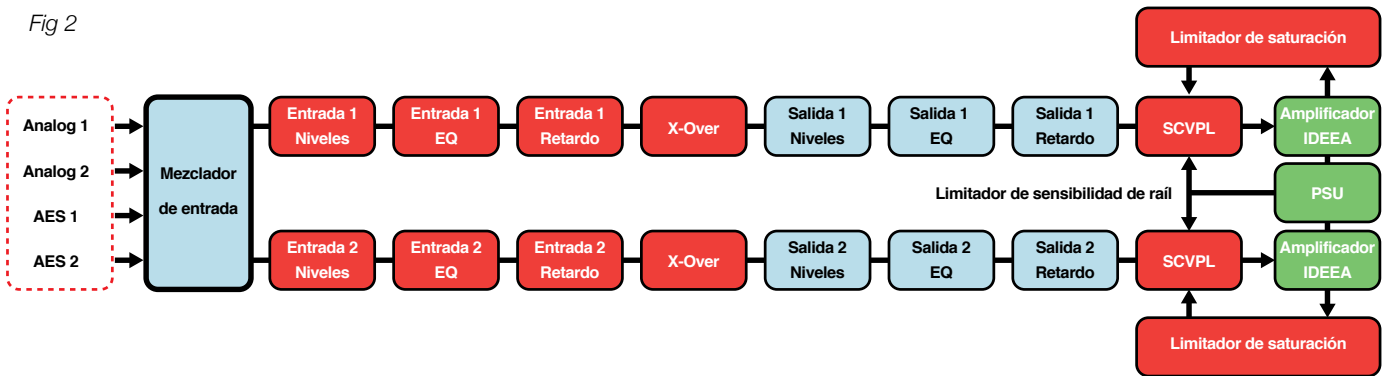 Fig 2
Limitador de saturación
Analog 1
Analog 2
AES 1
AES 2
Mezclador
de entrada
Entrada 1
Niveles
Entrada 1
EQ
Entrada 1
Retardo
X-Over
Salida 1
Niveles
Salida 1
EQ
Salida 1
Retardo
SCVPL
Amplificador
IDEEA
Limitador de sensibilidad de raíl
PSU
Entrada 2
Niveles
Entrada 2
EQ
Entrada 2
Retardo
X-Over
Salida 2
Niveles
Salida 2
EQ
Salida 2
Retardo
SCVPL
Amplificador
IDEEA
Limitador de saturación